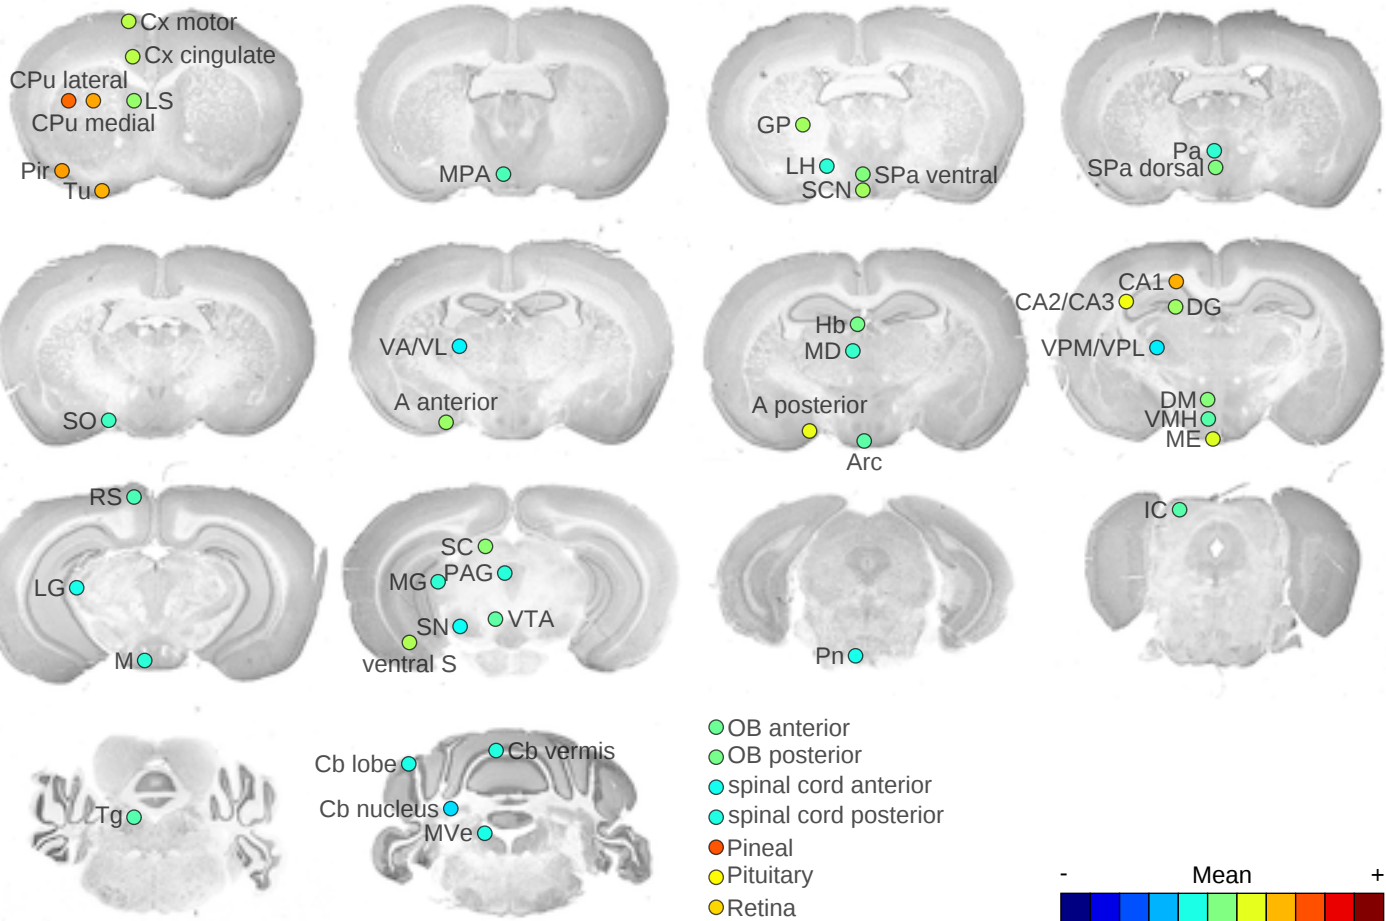 Cx motor
Cx cingulate
CPu lateral
LS
CPu medial
Pir
Tu
MPA
GP
LH
SPa ventral
SCN
Pa
SPa dorsal
SO
VA/VL
A anterior
Hb
MD
A posterior
Arc
CA1
CA2/CA3
DG
VPM/VPL
DM
VMH
ME
RS
LG
M
SC
MG
PAG
SN
VTA
ventral S
Pn
IC
Tg
Cb vermis
Cb lobe
Cb nucleus
MVe
OB anterior
OB posterior
spinal cord anterior
spinal cord posterior
Pineal
Pituitary
Retina
- Mean +